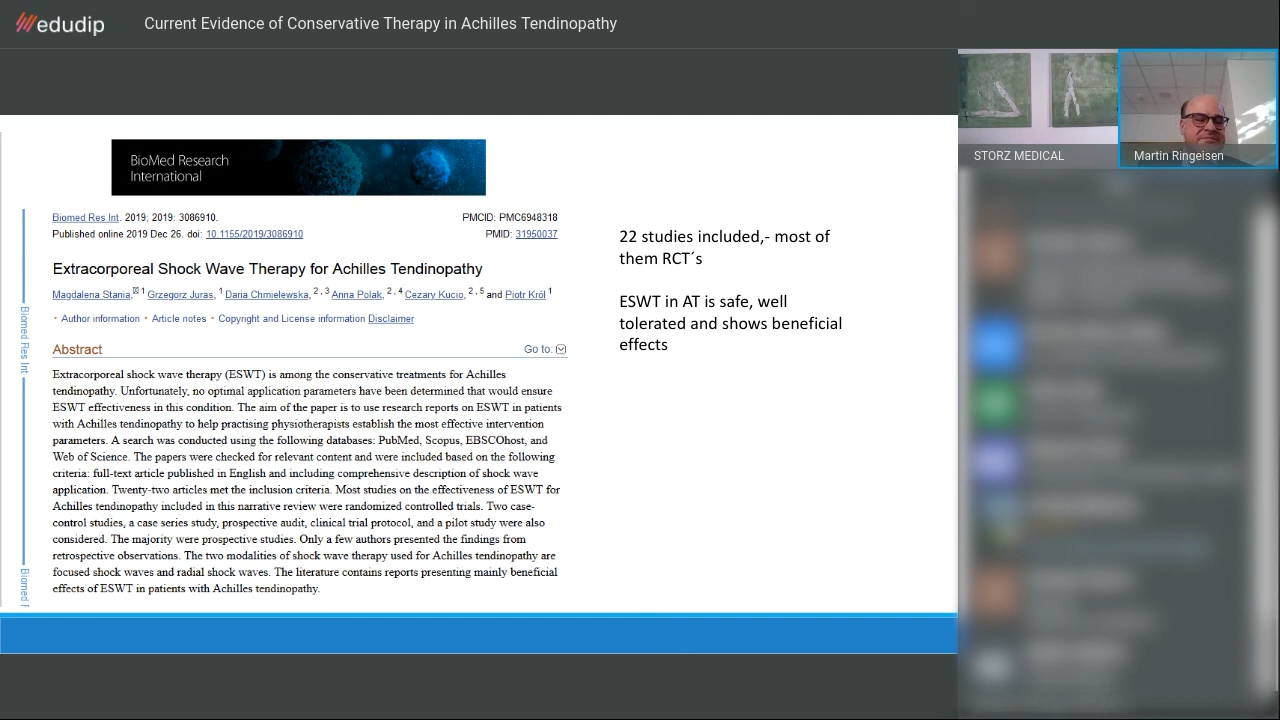 edudip
Current Evidence of Conservative Therapy in Achilles Tendinopathy
STORZ MEDICAL
Martin Ringeisen
BioMed Research
International
Biomed Res Int. 2019; 2019: 3086910.
PMCID: PMC6948318
Published online 2019 Dec 26. doi: 10.1155/2019/3086910
PMID: 31950037
Extracorporeal Shock Wave Therapy for Achilles Tendinopathy
Magdalena Stania, 1 Grzegorz Juras, 1 Daria Chmielewska, 2 , 3 Anna Polak, 2 , 4 Cezary Kucio, 2 , 5 and Piotr Król 1
Author information • Article notes • Copyright and License information Disclaimer
Abstract
Go to:
Extracorporeal shock wave therapy (ESWT) is among the conservative treatments for Achilles
tendinopathy. Unfortunately, no optimal application parameters have been determined that would ensure
ESWT effectiveness in this condition. The aim of the paper is to use research reports on ESWT in patients
with Achilles tendinopathy to help practising physiotherapists establish the most effective intervention
parameters. A search was conducted using the following databases: PubMed, Scopus, EBSCOhost, and
Web of Science. The papers were checked for relevant content and were included based on the following
criteria: full-text article published in English and including comprehensive description of shock wave
application. Twenty-two articles met the inclusion criteria. Most studies on the effectiveness of ESWT for
Achilles tendinopathy included in this narrative review were randomized controlled trials. Two case-
control studies, a case series study, prospective audit, clinical trial protocol, and a pilot study were also
considered. The majority were prospective studies. Only a few authors presented the findings from
retrospective observations. The two modalities of shock wave therapy used for Achilles tendinopathy are
focused shock waves and radial shock waves. The literature contains reports presenting mainly beneficial
effects of ESWT in patients with Achilles tendinopathy.
Biomed Res Int
Biomed
22 studies included,- most of
them RCT´s
ESWT in AT is safe, well
tolerated and shows beneficial
effects